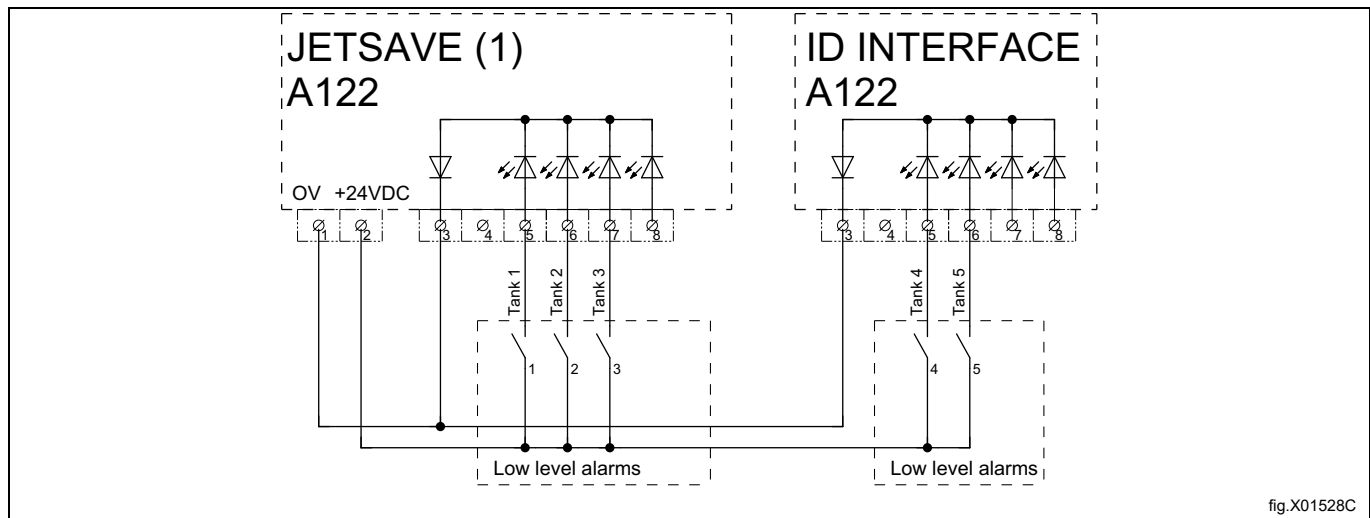 JETSAVE (1)
A122
ID INTERFACE
A122
OV +24VDC
1 2 3 4 5 6 7 8
3 4 5 6 7 8
Tank 1
Tank 2
Tank 3
Tank 4
Tank 5
1 2 3
4 5
Low level alarms
Low level alarms
fig.X01528C